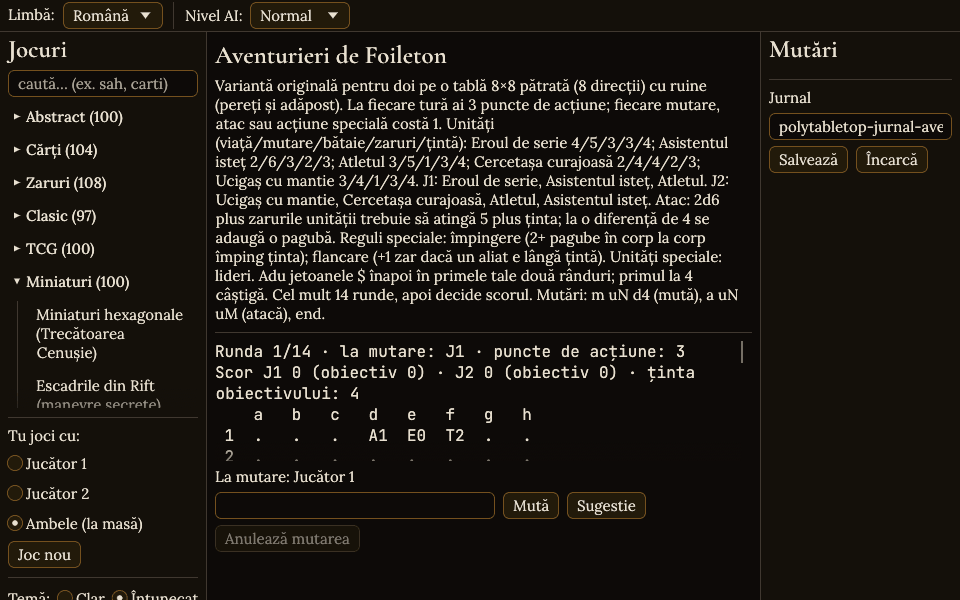 Limbă: Română ▼ Nivel AI: Normal ▼
Jocuri
caută... (ex. sah, carti)
▸ Abstract (100)
▸ Cărți (104)
▸ Zaruri (108)
▸ Clasic (97)
▸ TCG (100)
▾ Miniaturi (100)
Miniaturi hexagonale
(Trecătoarea
Cenușie)
Escadrile din Rift
(manevre secrete)
Tu joci cu:
Jucător 1
Jucător 2
Ambele (la masă)
Joc nou
Temă: Clar Întunecat
Aventurieri de Foileton
Variantă originală pentru doi pe o tablă 8×8 pătrată (8 direcții) cu ruine
(pereți și adăpost). La fiecare tură ai 3 puncte de acțiune; fiecare mutare,
atac sau acțiune specială costă 1. Unități
(viață/mutare/bătaie/zaruri/țintă): Eroul de serie 4/5/3/3/4; Asistentul
isteț 2/6/3/2/3; Atletul 3/5/1/3/4; Cercetașa curajoasă 2/4/4/2/3;
Ucigaș cu mantie 3/4/1/3/4. J1: Eroul de serie, Asistentul isteț, Atletul. J2:
Ucigaș cu mantie, Cercetașa curajoasă, Atletul, Asistentul isteț. Atac: 2d6
plus zarurile unității trebuie să atingă 5 plus ținta; la o diferență de 4 se
adaugă o pagubă. Reguli speciale: împingere (2+ pagube în corp la corp
împing ținta); flancare (+1 zar dacă un aliat e lângă țintă). Unități speciale:
lideri. Adu jetoanele $ înapoi în primele tale două rânduri; primul la 4
câștigă. Cel mult 14 runde, apoi decide scorul. Mutări: m uN d4 (mută), a uN
uM (atacă), end.
Runda 1/14 · la mutare: J1 · puncte de acțiune: 3
Scor J1 0 (obiectiv 0) · J2 0 (obiectiv 0) · ținta
obiectivului: 4
a b c d e f g h
1 . . . A1 E0 T2 . .
2 . . . . . . . .
La mutare: Jucător 1
Mută Sugestie
Anulează mutarea
Mutări
Jurnal
polytabletop-jurnal-ave
Salvează Încarcă